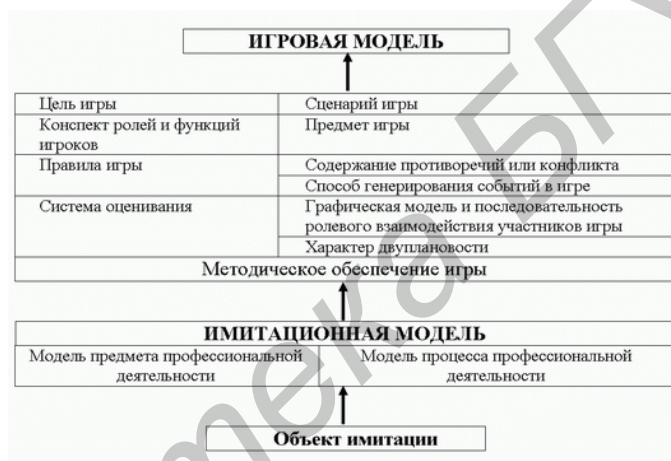 ИГРОВАЯ МОДЕЛЬ
Цель игры
Сценарий игры
Конспект ролей и функций
игроков
Предмет игры
Правила игры
Содержание противоречий или конфликта
Способ генерирования событий в игре
Система оценивания
Графическая модель и последовательность
ролевого взаимодействия участников игры
Характер двуплановости
Методическое обеспечение игры
ИМИТАЦИОННАЯ МОДЕЛЬ
Модель предмета профессиональной
деятельности
Модель процесса профессиональной
деятельности
Объект имитации